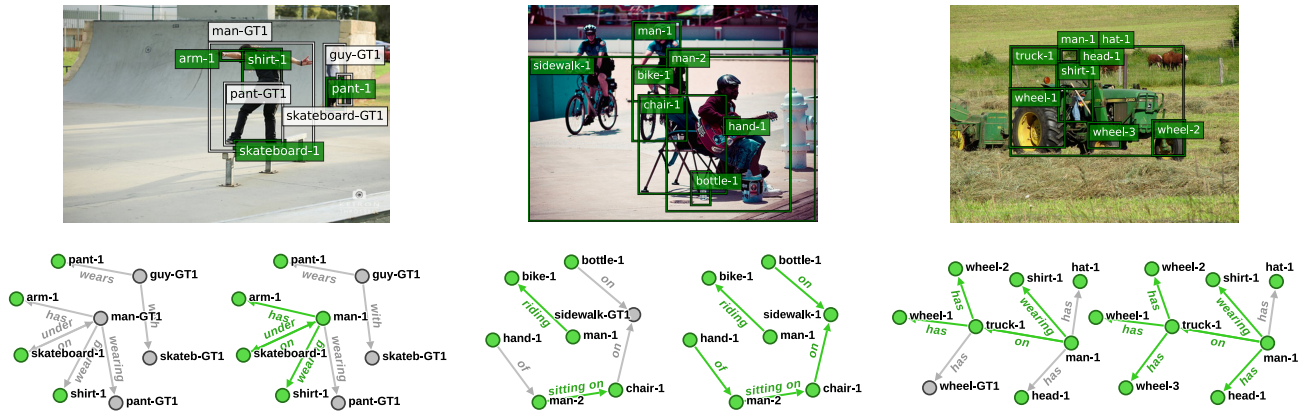 man-GT1
arm-1
shirt-1
guy-GT1
pant-GT1
pant-1
skateboard-GT1
skateboard-1
man-1
man-2
sidewalk-1
bike-1
chair-1
hand-1
bottle-1
man-1
hat-1
truck-1
head-1
shirt-1
wheel-1
wheel-3
wheel-2
pant-1
wears
guy-GT1
arm-1
has
with
man-GT1
under
on
skateboard-1
skateb-GT1
wearing
wearing
shirt-1
pant-GT1
pant-1
wears
guy-GT1
arm-1
has
with
man-1
under
on
skateboard-1
skateb-GT1
wearing
wearing
shirt-1
pant-GT1
bottle-1
bike-1
on
riding
sidewalk-GT1
hand-1
man-1
of
on
sitting on
chair-1
man-2
bottle-1
bike-1
on
riding
sidewalk-1
hand-1
man-1
of
on
sitting on
chair-1
man-2
wheel-2
hat-1
shirt-1
has
wearing
has
wheel-1
truck-1
has
on
man-1
has
has
wheel-GT1
head-1
wheel-2
hat-1
shirt-1
has
wearing
has
wheel-1
truck-1
has
on
man-1
has
has
wheel-3
head-1